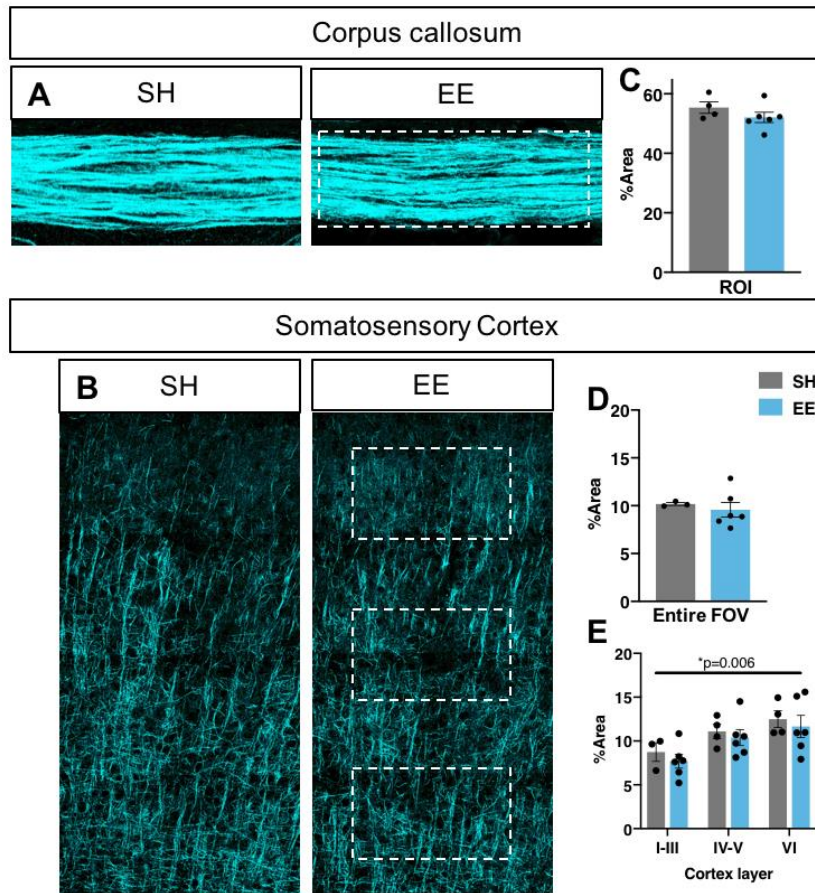 Corpus callosum
A
SH
EE
C
60
40
20
0
%Area
ROI
Somatosensory Cortex
B
SH
EE
SH
EE
D
20
15
10
5
0
%Area
Entire FOV
E
*p=0.006
20
15
10
5
0
%Area
I-III
IV-V
VI
Cortex layer